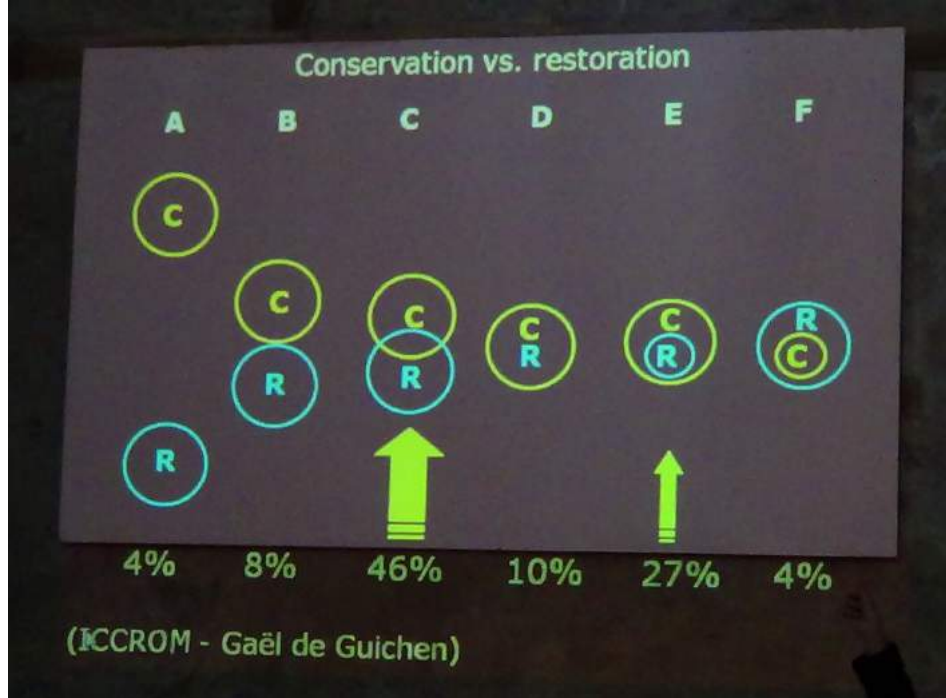 Conservation vs. restoration
A B C D E F
C
C C C C R
R R R R C
R
4% 8% 46% 10% 27% 4%
(ICCROM - Gaël de Guichen)